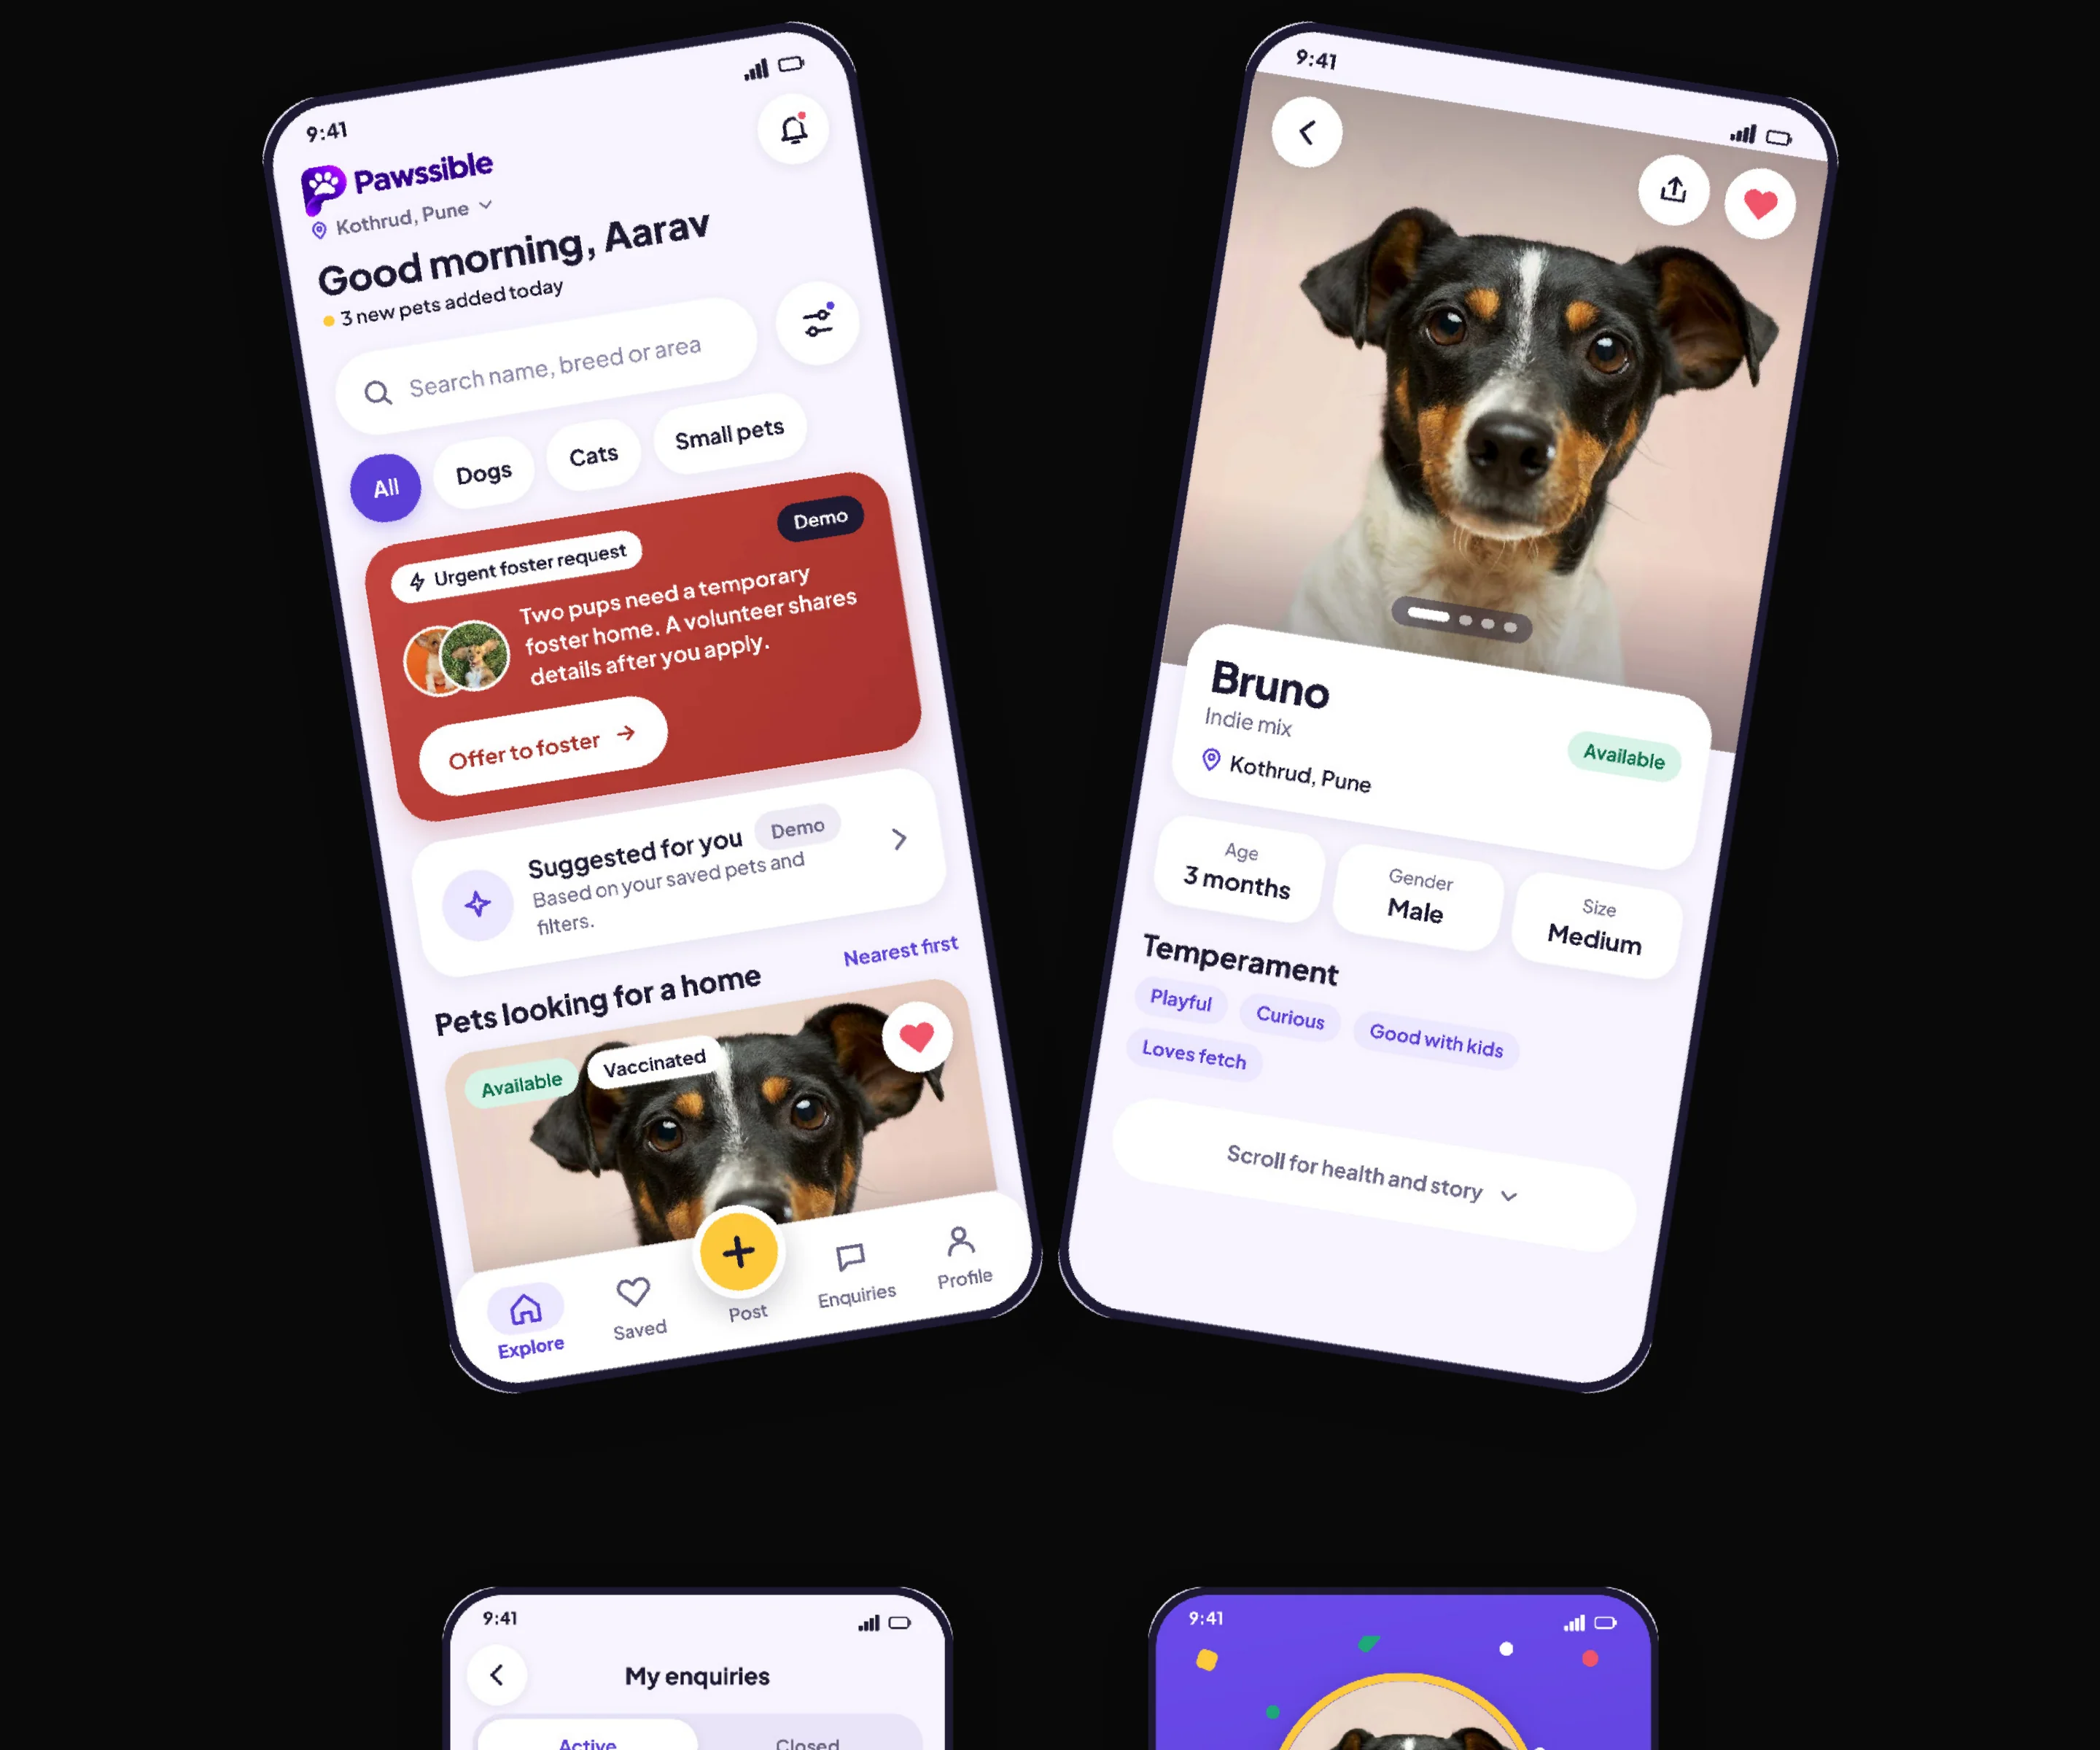 9:41
Pawssible
Kothrud, Pune
Good morning, Aarav
3 new pets added today
Search name, breed or area
All
Dogs
Cats
Small pets
Urgent foster request
Demo
Two pups need a temporary
foster home. A volunteer shares
details after you apply.
Offer to foster
Suggested for you
Demo
Based on your saved pets and
filters.
Pets looking for a home
Nearest first
Available
Vaccinated
Explore
Saved
Post
Enquiries
Profile
9:41
Bruno
Indie mix
Kothrud, Pune
Available
Age
3 months
Gender
Male
Size
Medium
Temperament
Playful
Curious
Good with kids
Loves fetch
Scroll for health and story
9:41
My enquiries
Active
Closed
9:41